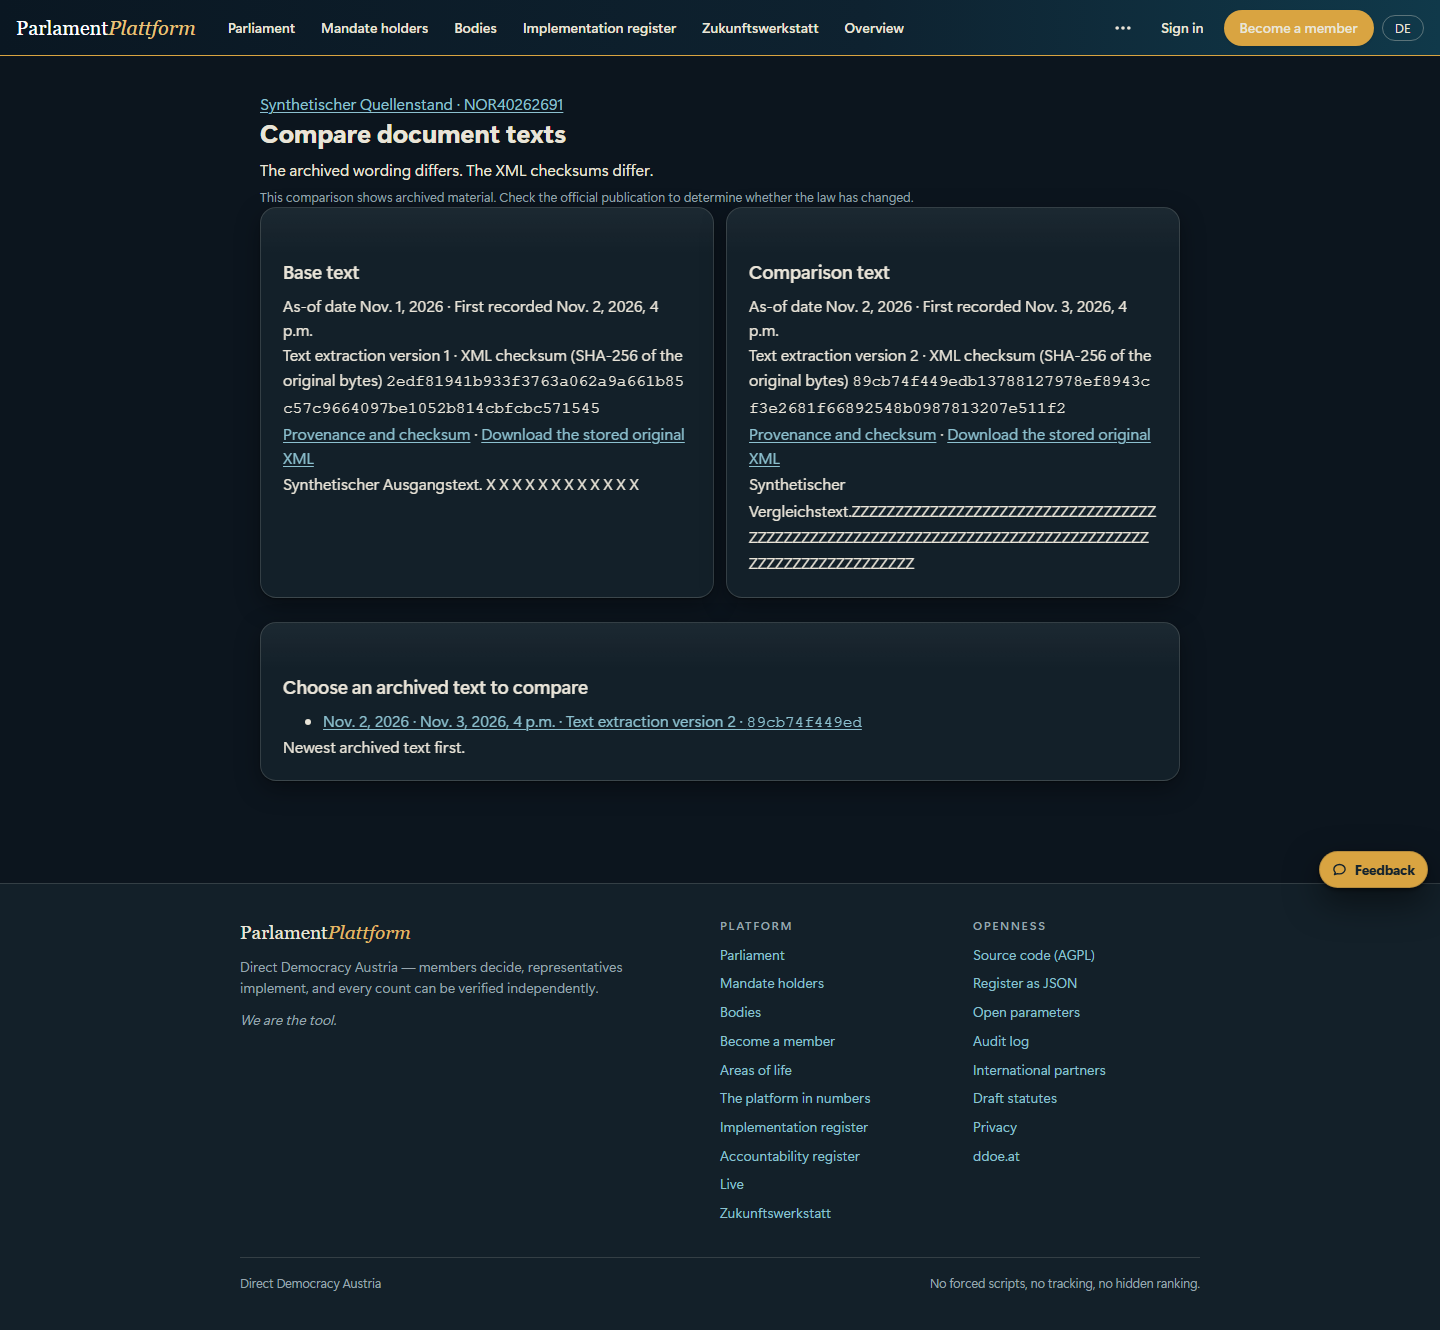 ParlamentPlattform
Parliament
Mandate holders
Bodies
Implementation register
Zukunftswerkstatt
Overview
Sign in
Become a member
DE
Synthetischer Quellenstand · NOR40262691
Compare document texts
The archived wording differs. The XML checksums differ.
This comparison shows archived material. Check the official publication to determine whether the law has changed.
Base text
As-of date Nov. 1, 2026 · First recorded Nov. 2, 2026, 4
p.m.
Text extraction version 1 · XML checksum (SHA-256 of the
original bytes) 2edf81941b933f3763a062a9a661b85
c57c9664097be1052b814cbfcbc571545
Provenance and checksum · Download the stored original
XML
Synthetischer Ausgangstext. X X X X X X X X X X X X
Comparison text
As-of date Nov. 2, 2026 · First recorded Nov. 3, 2026, 4
p.m.
Text extraction version 2 · XML checksum (SHA-256 of the
original bytes) 89cb74f449edb13788127978ef8943c
f3e2681f66892548b0987813207e511f2
Provenance and checksum · Download the stored original
XML
Synthetischer
Vergleichstext.ZZZZZZZZZZZZZZZZZZZZZZZZZZZZZZZZZZZ
ZZZZZZZZZZZZZZZZZZZZZZZZZZZZZZZZZZZZZZZZZZZZZZ
ZZZZZZZZZZZZZZZZZZZ
Choose an archived text to compare
Nov. 2, 2026 · Nov. 3, 2026, 4 p.m. · Text extraction version 2 · 89cb74f449ed
Newest archived text first.
Feedback
ParlamentPlattform
Direct Democracy Austria — members decide, representatives
implement, and every count can be verified independently.
We are the tool.
PLATFORM
Parliament
Mandate holders
Bodies
Become a member
Areas of life
The platform in numbers
Implementation register
Accountability register
Live
Zukunftswerkstatt
OPENNESS
Source code (AGPL)
Register as JSON
Open parameters
Audit log
International partners
Draft statutes
Privacy
ddoe.at
Direct Democracy Austria
No forced scripts, no tracking, no hidden ranking.